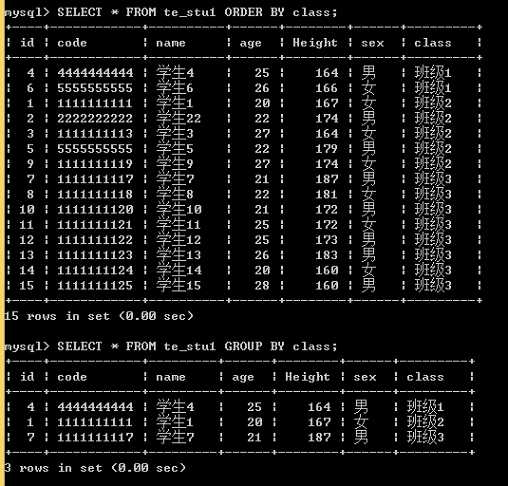 mysql> SELECT * FROM te_stu1 ORDER BY class;
| id | code | name | age | Height | sex | class |
| 4 | 4444444444 | 学生4 | 25 | 164 | 男 | 班级1 |
| 6 | 5555555555 | 学生6 | 26 | 166 | 女 | 班级1 |
| 1 | 1111111111 | 学生1 | 20 | 167 | 女 | 班级2 |
| 2 | 2222222222 | 学生22 | 22 | 174 | 男 | 班级2 |
| 3 | 1111111113 | 学生3 | 27 | 164 | 女 | 班级2 |
| 5 | 5555555555 | 学生5 | 22 | 179 | 男 | 班级2 |
| 9 | 1111111119 | 学生9 | 27 | 174 | 女 | 班级2 |
| 7 | 1111111117 | 学生7 | 21 | 187 | 男 | 班级3 |
| 8 | 1111111118 | 学生8 | 22 | 181 | 女 | 班级3 |
| 10 | 1111111120 | 学生10 | 21 | 172 | 男 | 班级3 |
| 11 | 1111111121 | 学生11 | 25 | 172 | 女 | 班级3 |
| 12 | 1111111122 | 学生12 | 25 | 173 | 男 | 班级3 |
| 13 | 1111111123 | 学生13 | 26 | 183 | 男 | 班级3 |
| 14 | 1111111124 | 学生14 | 20 | 160 | 女 | 班级3 |
| 15 | 1111111125 | 学生15 | 28 | 160 | 男 | 班级3 |
15 rows in set (0.00 sec)
mysql> SELECT * FROM te_stu1 GROUP BY class;
| id | code | name | age | Height | sex | class |
| 4 | 4444444444 | 学生4 | 25 | 164 | 男 | 班级1 |
| 1 | 1111111111 | 学生1 | 20 | 167 | 女 | 班级2 |
| 7 | 1111111117 | 学生7 | 21 | 187 | 男 | 班级3 |
3 rows in set (0.00 sec)